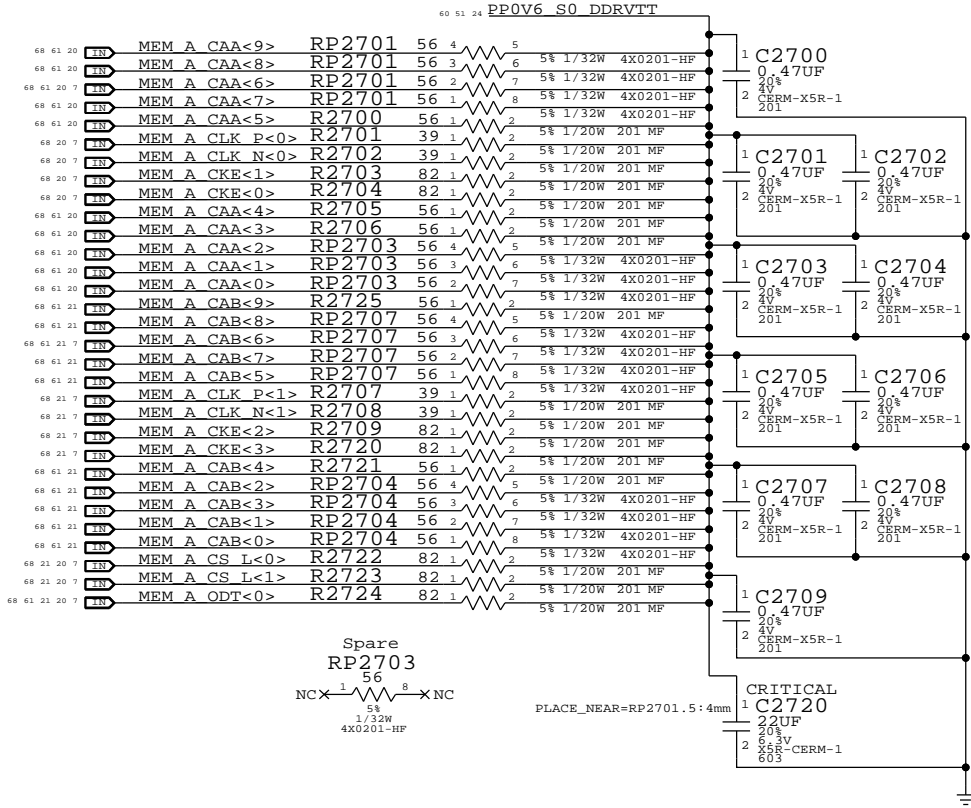 60 51 24 PP0V6_S0_DDRVTT
68 61 20 IN MEM_A_CAA<9> RP2701 56 4 5 5% 1/32W 4X0201-HF
68 61 20 IN MEM_A_CAA<8> RP2701 56 3 6 5% 1/32W 4X0201-HF
68 61 20 7 IN MEM_A_CAA<6> RP2701 56 2 7 5% 1/32W 4X0201-HF
68 61 20 IN MEM_A_CAA<7> RP2701 56 1 8 5% 1/32W 4X0201-HF
68 61 20 IN MEM_A_CAA<5> R2700 56 1 2 5% 1/20W 201 MF
68 20 7 IN MEM_A_CLK_P<0> R2701 39 1 2 5% 1/20W 201 MF
68 20 7 IN MEM_A_CLK_N<0> R2702 39 1 2 5% 1/20W 201 MF
68 20 7 IN MEM_A_CKE<1> R2703 82 1 2 5% 1/20W 201 MF
68 20 7 IN MEM_A_CKE<0> R2704 82 1 2 5% 1/20W 201 MF
68 61 20 IN MEM_A_CAA<4> R2705 56 1 2 5% 1/20W 201 MF
68 61 20 IN MEM_A_CAA<3> R2706 56 1 2 5% 1/20W 201 MF
68 61 20 IN MEM_A_CAA<2> RP2703 56 4 5 5% 1/32W 4X0201-HF
68 61 20 IN MEM_A_CAA<1> RP2703 56 3 6 5% 1/32W 4X0201-HF
68 61 20 IN MEM_A_CAA<0> RP2703 56 2 7 5% 1/32W 4X0201-HF
68 61 21 IN MEM_A_CAB<9> R2725 56 1 2 5% 1/20W 201 MF
68 61 21 IN MEM_A_CAB<8> RP2707 56 4 5 5% 1/32W 4X0201-HF
68 61 21 7 IN MEM_A_CAB<6> RP2707 56 3 6 5% 1/32W 4X0201-HF
68 61 21 IN MEM_A_CAB<7> RP2707 56 2 7 5% 1/32W 4X0201-HF
68 61 21 IN MEM_A_CAB<5> RP2707 56 1 8 5% 1/32W 4X0201-HF
68 21 7 IN MEM_A_CLK_P<1> R2707 39 1 2 5% 1/20W 201 MF
68 21 7 IN MEM_A_CLK_N<1> R2708 39 1 2 5% 1/20W 201 MF
68 21 7 IN MEM_A_CKE<2> R2709 82 1 2 5% 1/20W 201 MF
68 21 7 IN MEM_A_CKE<3> R2720 82 1 2 5% 1/20W 201 MF
68 61 21 IN MEM_A_CAB<4> R2721 56 1 2 5% 1/20W 201 MF
68 61 21 IN MEM_A_CAB<2> RP2704 56 4 5 5% 1/32W 4X0201-HF
68 61 21 IN MEM_A_CAB<3> RP2704 56 3 6 5% 1/32W 4X0201-HF
68 61 21 IN MEM_A_CAB<1> RP2704 56 2 7 5% 1/32W 4X0201-HF
68 61 21 IN MEM_A_CAB<0> RP2704 56 1 8 5% 1/32W 4X0201-HF
68 21 20 7 IN MEM_A_CS_L<0> R2722 82 1 2 5% 1/20W 201 MF
68 21 20 7 IN MEM_A_CS_L<1> R2723 82 1 2 5% 1/20W 201 MF
68 61 21 20 7 IN MEM_A_ODT<0> R2724 82 1 2 5% 1/20W 201 MF
1 C2700
0.47UF
20%
4V
2 CERM-X5R-1
201
1 C2701 1 C2702
0.47UF 0.47UF
20% 20%
4V 4V
2 CERM-X5R-1 2 CERM-X5R-1
201 201
1 C2703 1 C2704
0.47UF 0.47UF
20% 20%
4V 4V
2 CERM-X5R-1 2 CERM-X5R-1
201 201
1 C2705 1 C2706
0.47UF 0.47UF
20% 20%
4V 4V
2 CERM-X5R-1 2 CERM-X5R-1
201 201
1 C2707 1 C2708
0.47UF 0.47UF
20% 20%
4V 4V
2 CERM-X5R-1 2 CERM-X5R-1
201 201
1 C2709
0.47UF
20%
4V
2 CERM-X5R-1
201
Spare
RP2703
56
NC 1 8 NC
5%
1/32W
4X0201-HF
CRITICAL
PLACE_NEAR=RP2701.5:4mm 1 C2720
22UF
20%
6.3V
2 X5R-CERM-1
603